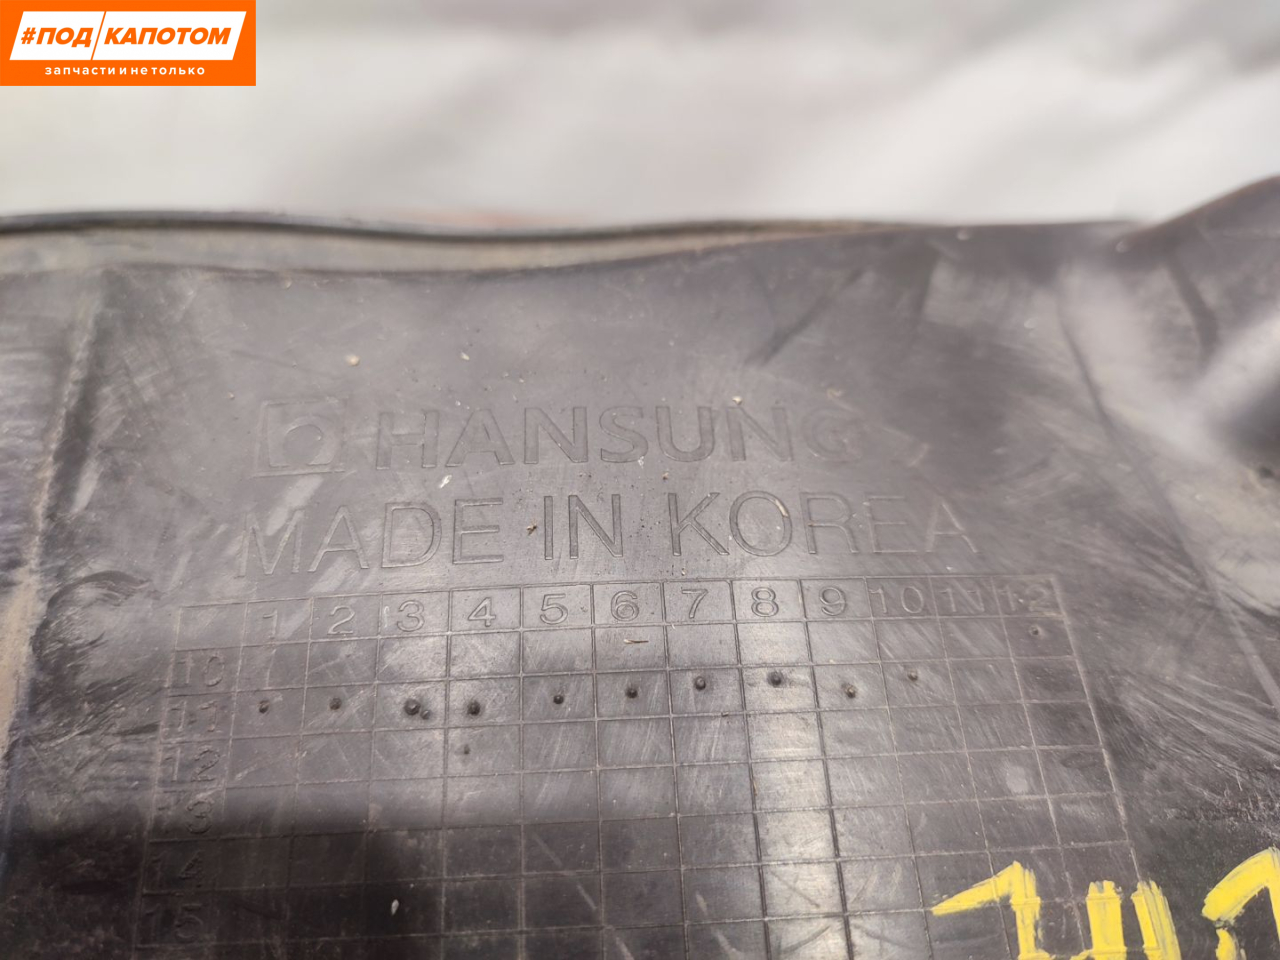 #ПОД/КАПОТОМ
запчасти и не только
HANSUNG
MADE IN KOREA
1 2 3 4 5 6 7 8 9 10 11 12
10
11
12
13
14
15